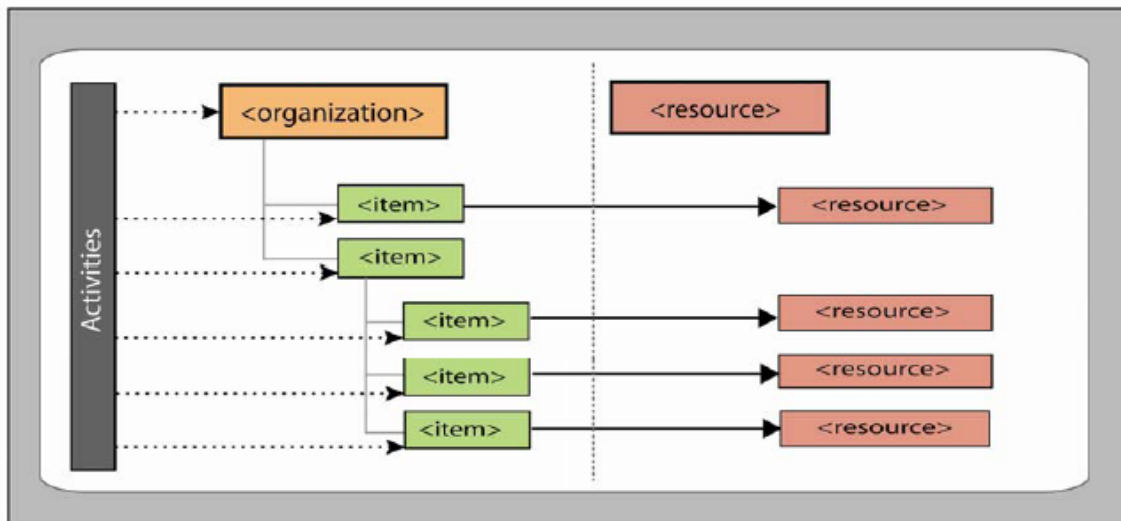 Activities
<organization>
<resource>
<item>
<resource>
<item>
<item>
<resource>
<item>
<resource>
<item>
<resource>